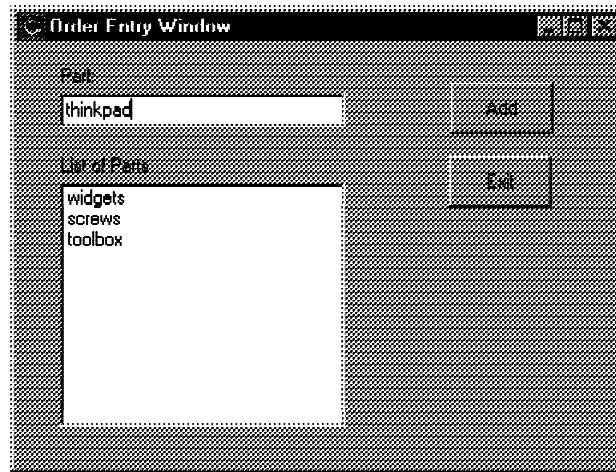 Order Entry Window
Part:
thinkpad
Add
List of Parts
Exit
widgets
screws
toolbox